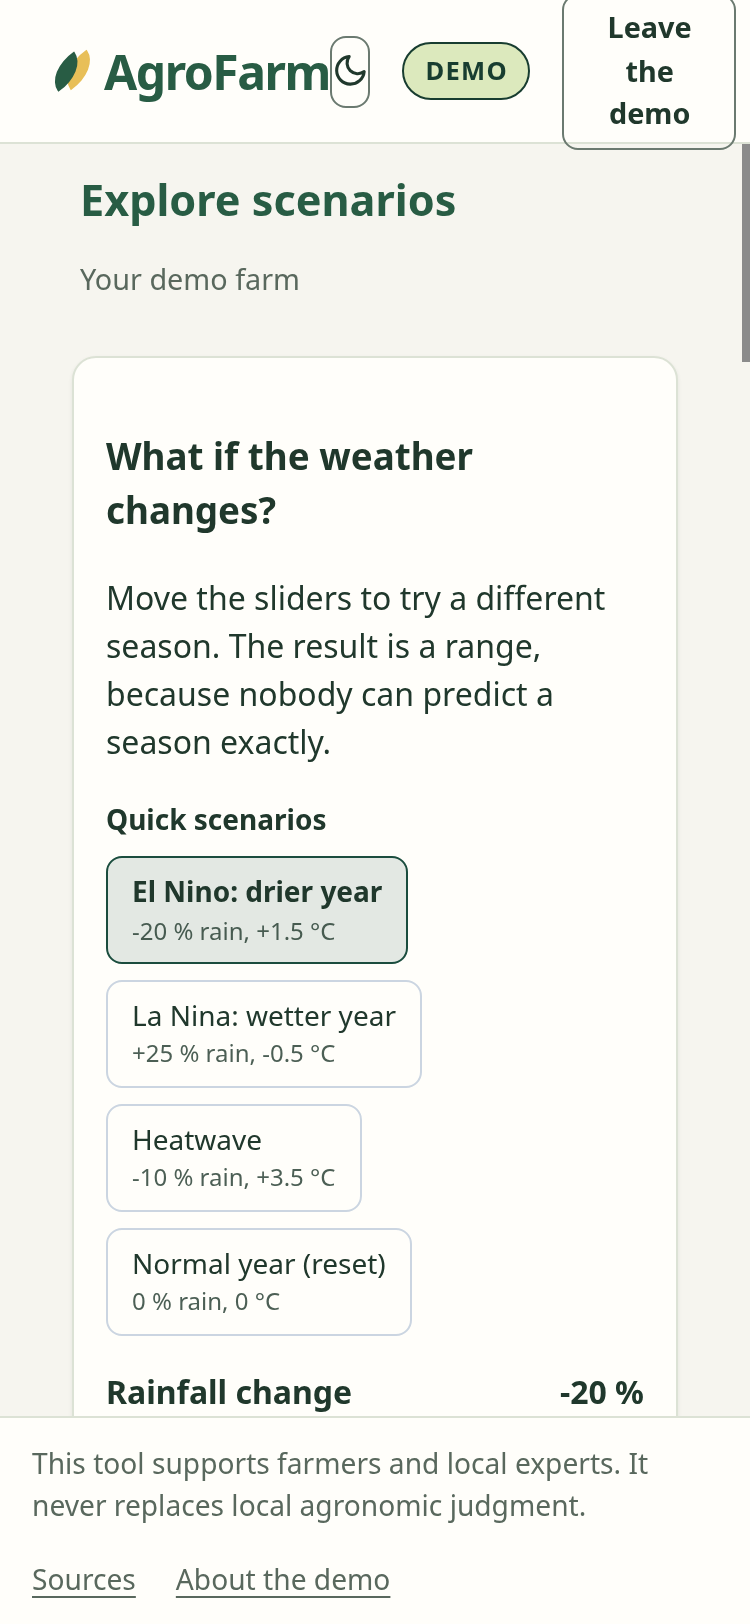 AgroFarm
DEMO
Leave
the
demo
Explore scenarios
Your demo farm
What if the weather
changes?
Move the sliders to try a different
season. The result is a range,
because nobody can predict a
season exactly.
Quick scenarios
El Nino: drier year
-20 % rain, +1.5 °C
La Nina: wetter year
+25 % rain, -0.5 °C
Heatwave
-10 % rain, +3.5 °C
Normal year (reset)
0 % rain, 0 °C
Rainfall change -20 %
This tool supports farmers and local experts. It
never replaces local agronomic judgment.
Sources About the demo